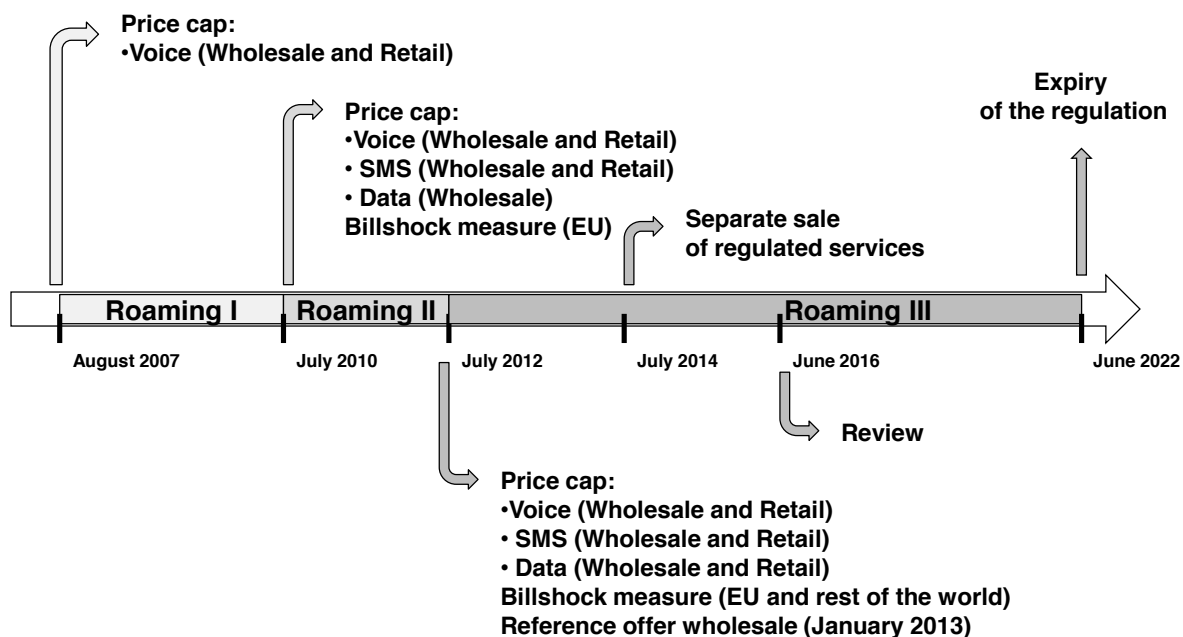 Price cap:
•Voice (Wholesale and Retail)
Price cap:
•Voice (Wholesale and Retail)
• SMS (Wholesale and Retail)
• Data (Wholesale)
Billshock measure (EU)
Separate sale
of regulated services
Expiry
of the regulation
Roaming I
Roaming II
Roaming III
August 2007
July 2010
July 2012
July 2014
June 2016
June 2022
Review
Price cap:
•Voice (Wholesale and Retail)
• SMS (Wholesale and Retail)
• Data (Wholesale and Retail)
Billshock measure (EU and rest of the world)
Reference offer wholesale (January 2013)